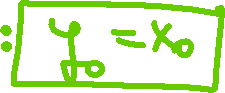 : y₀ = x₀